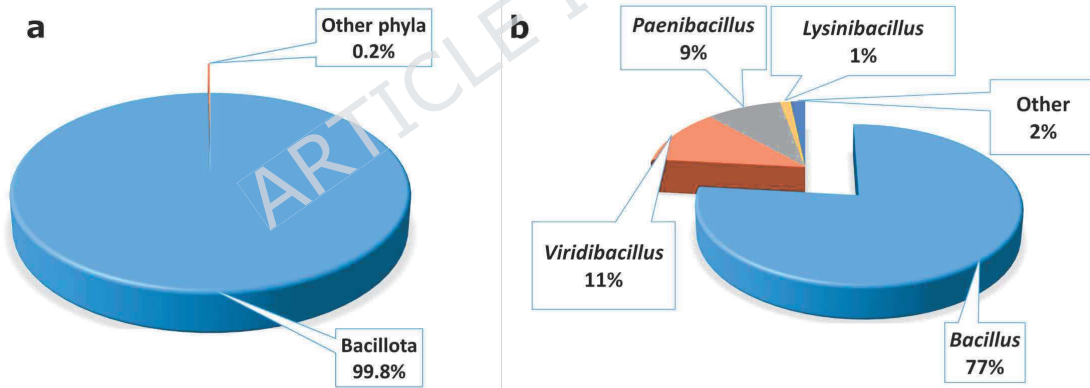 a
Other phyla
0.2%
Bacillota
99.8%
b
Paenibacillus
9%
Lysinibacillus
1%
Other
2%
Viridibacillus
11%
Bacillus
77%
ARTICLE